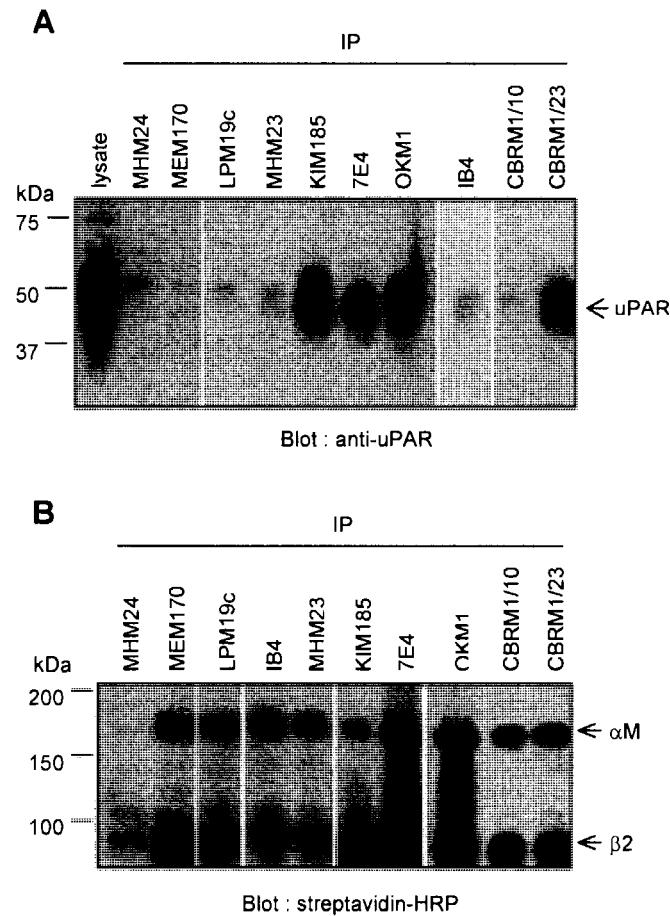 A
IP
lysate
MHM24
MEM170
LPM19c
MHM23
KIM185
7E4
OKM1
IB4
CBRM1/10
CBRM1/23
kDa
75
50
37
uPAR
Blot : anti-uPAR
B
IP
MHM24
MEM170
LPM19c
IB4
MHM23
KIM185
7E4
OKM1
CBRM1/10
CBRM1/23
kDa
200
150
100
αM
β2
Blot : streptavidin-HRP